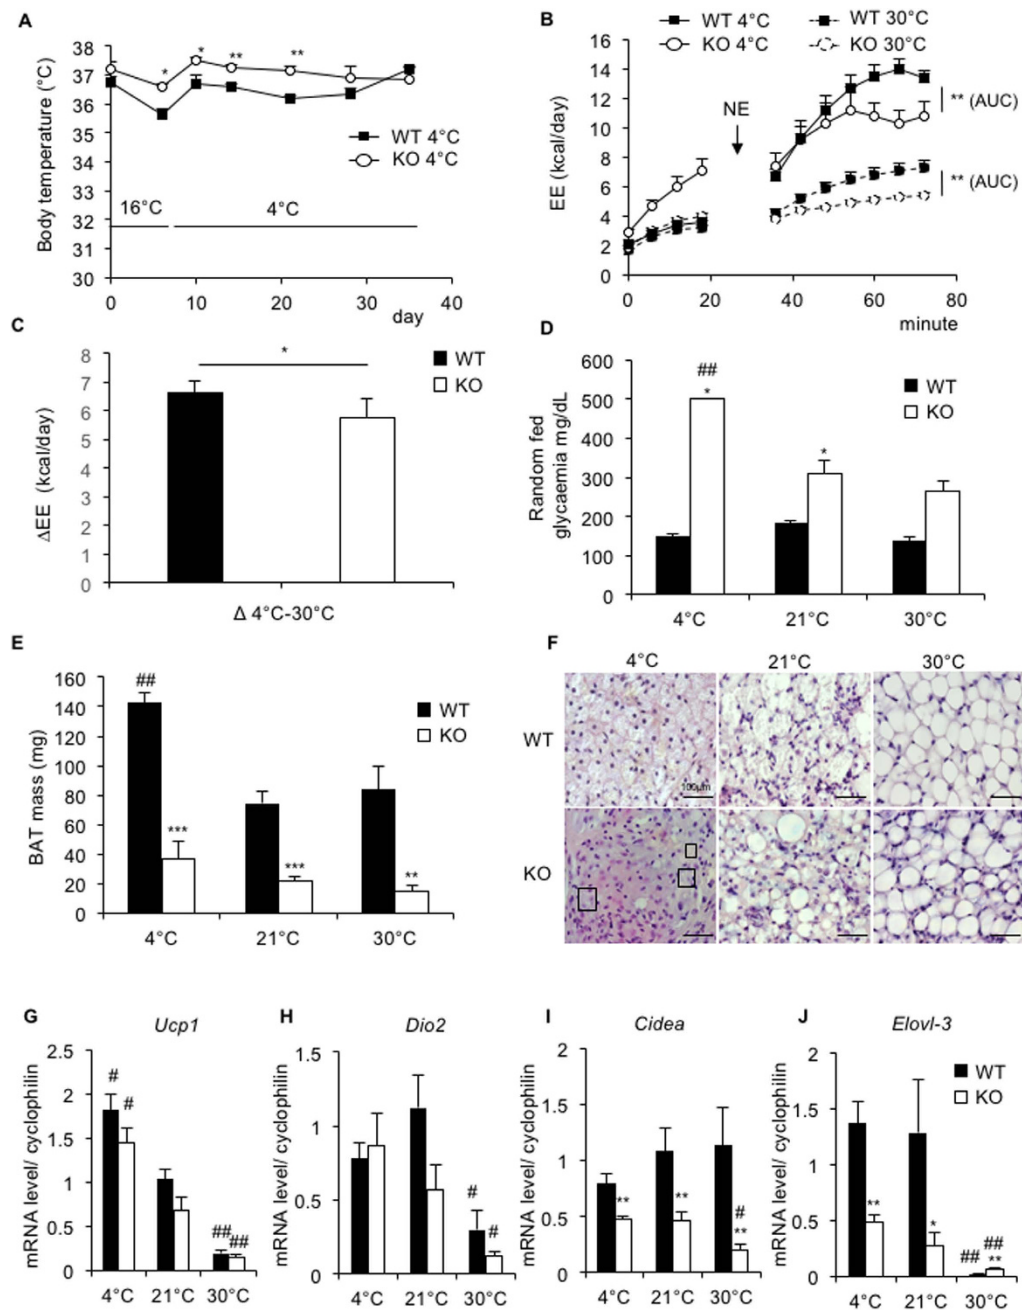 A
38
37
36
35
34
33
32
31
30
Body temperature (°C)
*
*
**
**
WT 4°C
KO 4°C
16°C
4°C
0
10
20
30
40
day
B
WT 4°C
WT 30°C
KO 4°C
KO 30°C
16
14
12
10
8
6
4
2
0
EE (kcal/day)
NE
** (AUC)
** (AUC)
0
20
40
60
80
minute
C
8
7
6
5
4
3
2
1
0
ΔEE (kcal/day)
*
WT
KO
Δ 4°C-30°C
D
600
500
400
300
200
100
0
Random fed
glycaemia mg/dL
##
*
*
WT
KO
4°C
21°C
30°C
E
160
140
120
100
80
60
40
20
0
BAT mass (mg)
##
***
***
**
WT
KO
4°C
21°C
30°C
F
4°C
21°C
30°C
WT
100µm
KO
G
Ucp1
2.5
2
1.5
1
0.5
0
mRNA level/ cyclophilin
#
#
##
##
4°C
21°C
30°C
H
Dio2
1.5
1
0.5
0
mRNA level/ cyclophilin
#
#
4°C
21°C
30°C
I
Cidea
2
1.5
1
0.5
0
mRNA level/ cyclophilin
**
**
#
**
4°C
21°C
30°C
J
Elovl-3
2
1.5
1
0.5
0
mRNA level/ cyclophilin
WT
KO
**
*
##
##
**
4°C
21°C
30°C